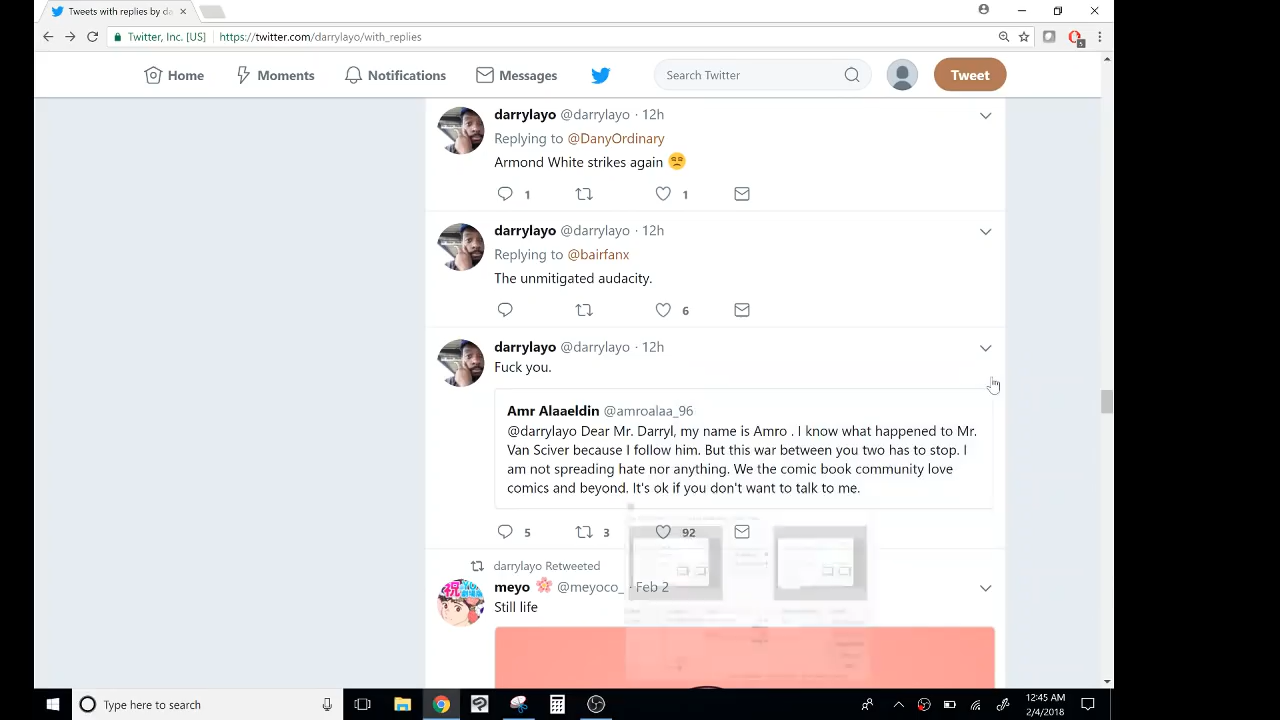 Tweets with replies by da
Twitter, Inc. [US] https://twitter.com/darrylayo/with_replies
Home Moments Notifications Messages Search Twitter Tweet
darrylayo @darrylayo · 12h
Replying to @DanyOrdinary
Armond White strikes again 😒
1 1
darrylayo @darrylayo · 12h
Replying to @bairfanx
The unmitigated audacity.
6
darrylayo @darrylayo · 12h
Fuck you.
Amr Alaaeldin @amroalaa_96
@darrylayo Dear Mr. Darryl, my name is Amro . I know what happened to Mr.
Van Sciver because I follow him. But this war between you two has to stop. I
am not spreading hate nor anything. We the comic book community love
comics and beyond. It's ok if you don't want to talk to me.
5 3 92
darrylayo Retweeted
meyo 🌸 @meyoco_ · Feb 2
Still life
Type here to search
12:45 AM
2/4/2018